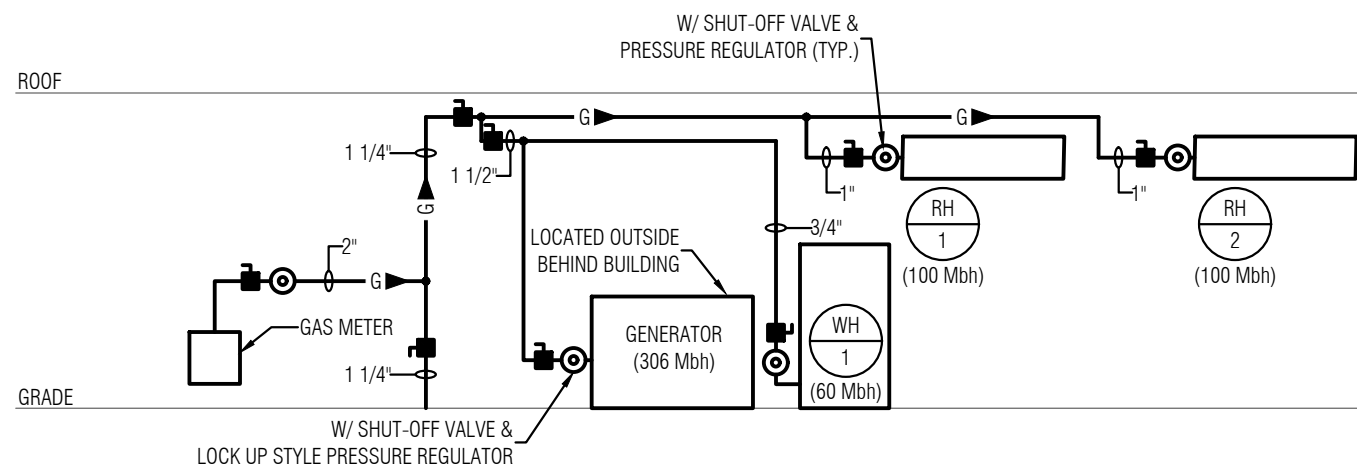 W/ SHUT-OFF VALVE &
PRESSURE REGULATOR (TYP.)
ROOF
G
G
1 1/4"
1 1/2"
1"
1"
G
RH
1
(100 Mbh)
RH
2
(100 Mbh)
3/4"
LOCATED OUTSIDE
BEHIND BUILDING
2"
G
GAS METER
GENERATOR
(306 Mbh)
WH
1
(60 Mbh)
1 1/4"
GRADE
W/ SHUT-OFF VALVE &
LOCK UP STYLE PRESSURE REGULATOR